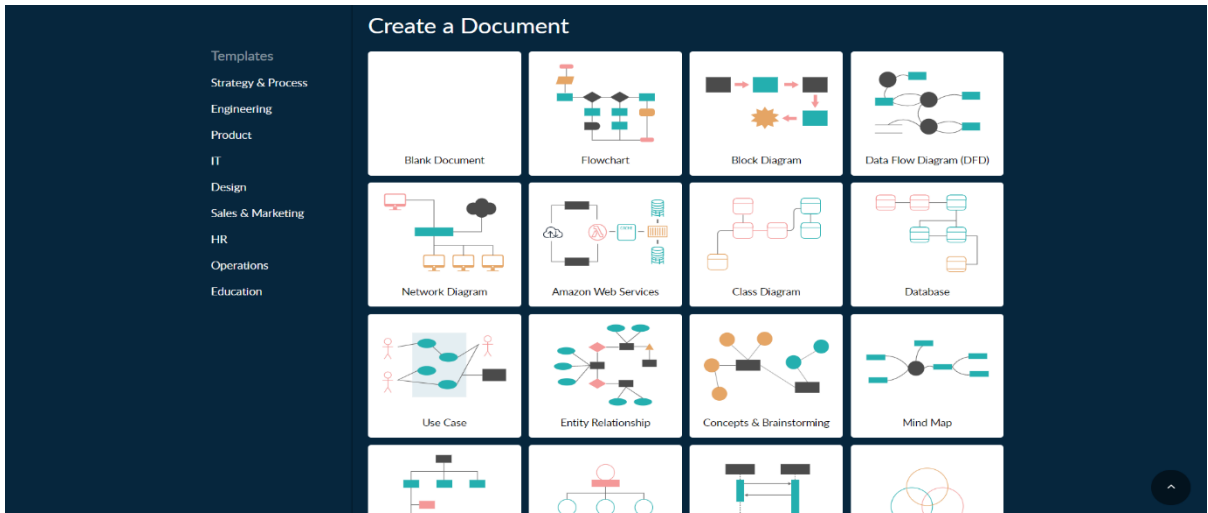 Create a Document
Templates
Strategy & Process
Engineering
Product
IT
Design
Sales & Marketing
HR
Operations
Education
Blank Document
Flowchart
Block Diagram
Data Flow Diagram (DFD)
Network Diagram
Amazon Web Services
Class Diagram
Database
Use Case
Entity Relationship
Concepts & Brainstorming
Mind Map